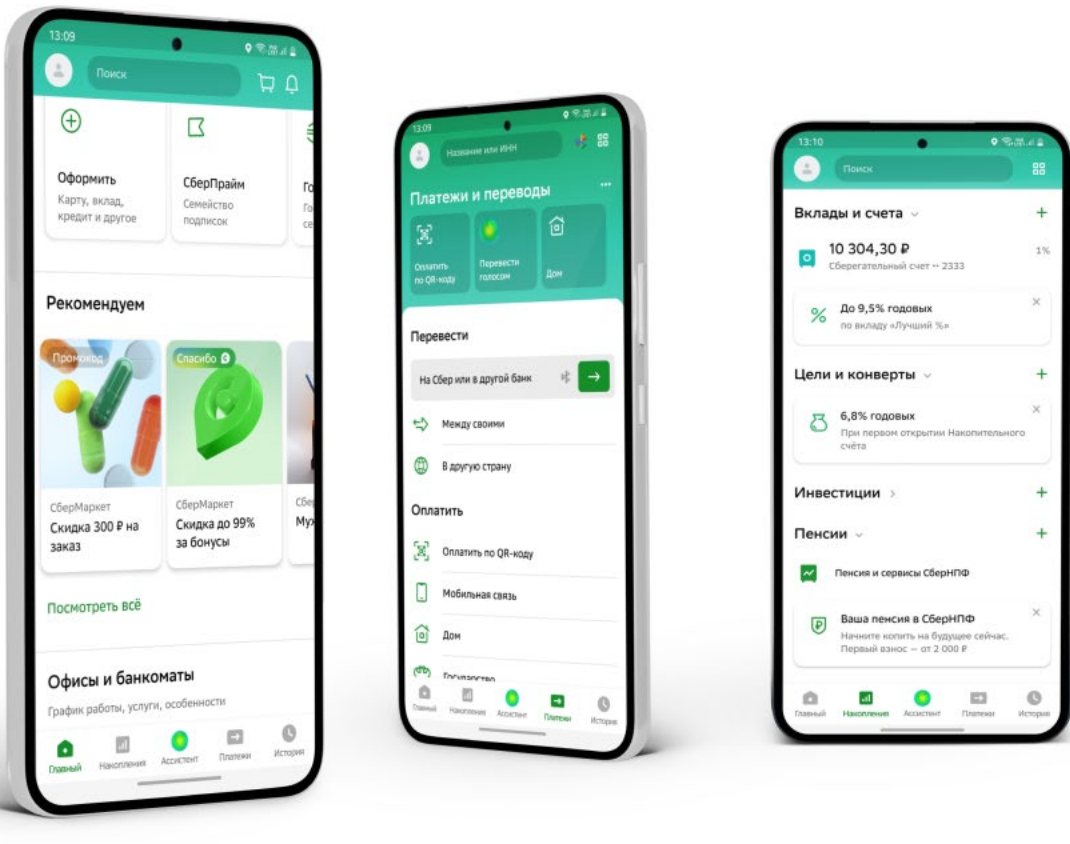 13:09
Поиск
Оформить
Карту, вклад,
кредит и другое
СберПрайм
Семейство
подписок
Го
Го
се
Рекомендуем
Промокод
СберМаркет
Скидка 300 ₽ на
заказ
Спасибо
СберМаркет
Скидка до 99%
за бонусы
Сбе
Муж
Посмотреть всё
Офисы и банкоматы
График работы, услуги, особенности
Главный
Накопления
Ассистент
Платежи
История
13:09
Название или ИНН
Платежи и переводы
Оплатить
по QR-коду
Перевести
голосом
Дом
Перевести
На Сбер или в другой банк
Между своими
В другую страну
Оплатить
Оплатить по QR-коду
Мобильная связь
Дом
Государство
Главный
Накопления
Ассистент
Платежи
История
13:10
Поиск
Вклады и счета
10 304,30 ₽
1%
Сберегательный счет ·· 2333
До 9,5% годовых
по вкладу «Лучший %»
Цели и конверты
6,8% годовых
При первом открытии Накопительного
счёта
Инвестиции
Пенсии
Пенсия и сервисы СберНПФ
Ваша пенсия в СберНПФ
Начните копить на будущее сейчас.
Первый взнос — от 2 000 ₽
Главный
Накопления
Ассистент
Платежи
История